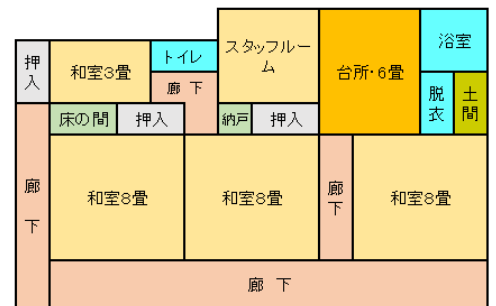 押入
和室3畳
トイレ
廊下
スタッフルー
ム
台所・6畳
浴室
脱衣
土間
床の間
押入
納戸
押入
廊下
和室8畳
和室8畳
廊下
和室8畳
廊下